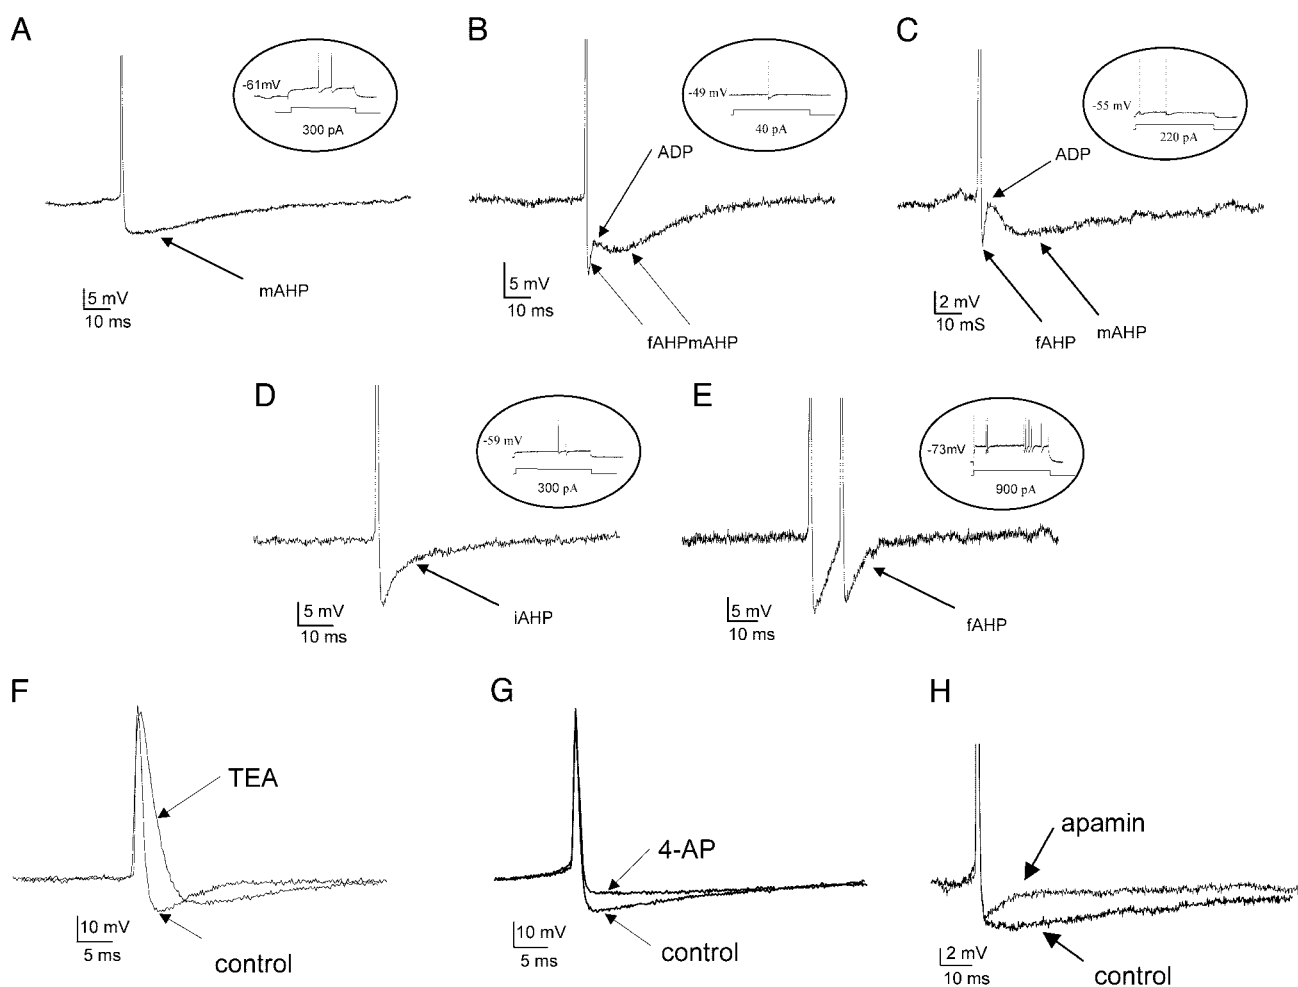 A
-61mV
300 pA
mAHP
5 mV
10 ms
B
-49 mV
40 pA
ADP
5 mV
10 ms
fAHPmAHP
C
-55 mV
220 pA
ADP
2 mV
10 mS
fAHP
mAHP
D
-59 mV
300 pA
5 mV
10 ms
iAHP
E
-73mV
900 pA
5 mV
10 ms
fAHP
F
TEA
10 mV
5 ms
control
G
4-AP
10 mV
5 ms
control
H
apamin
2 mV
10 ms
control